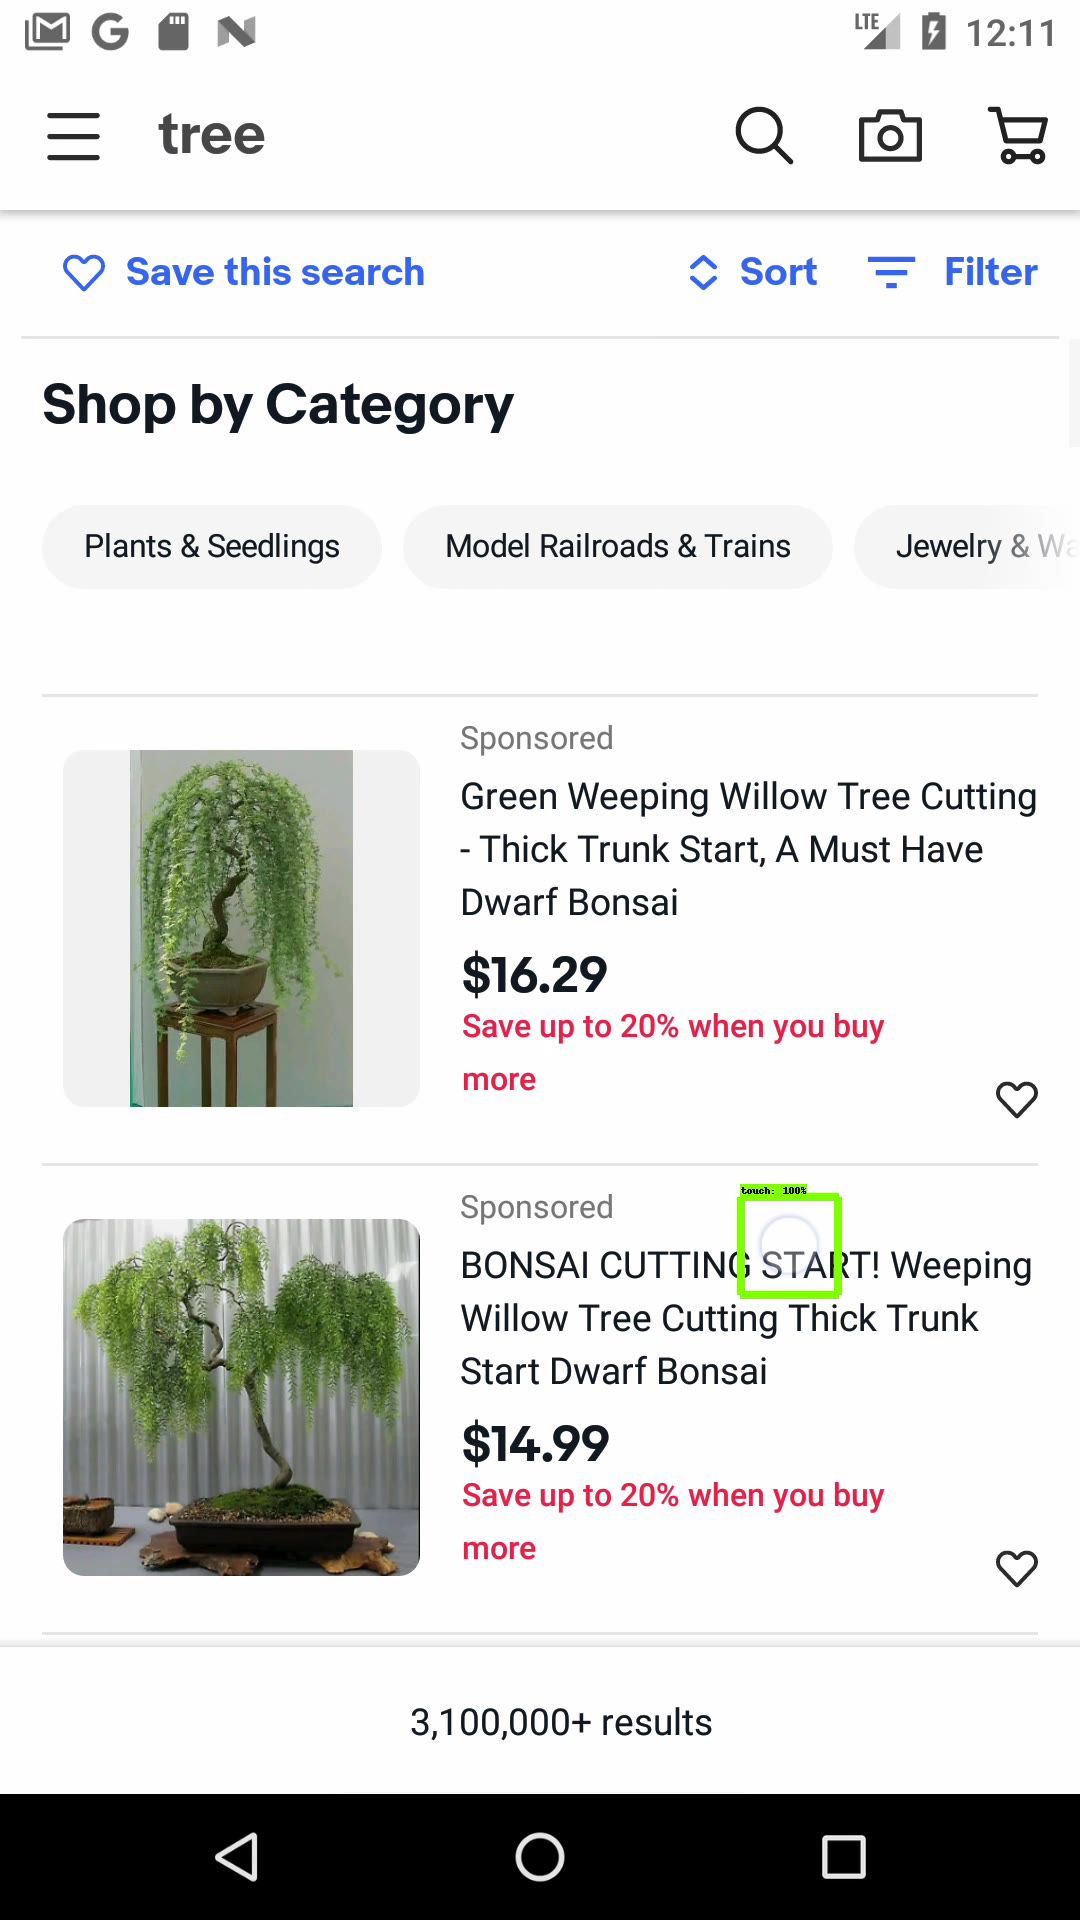 LTE 12:11
tree
Save this search Sort Filter
Shop by Category
Plants & Seedlings Model Railroads & Trains Jewelry & Wa
Sponsored
Green Weeping Willow Tree Cutting
- Thick Trunk Start, A Must Have
Dwarf Bonsai
$16.29
Save up to 20% when you buy
more
touch: 100%
Sponsored
BONSAI CUTTING START! Weeping
Willow Tree Cutting Thick Trunk
Start Dwarf Bonsai
$14.99
Save up to 20% when you buy
more
3,100,000+ results